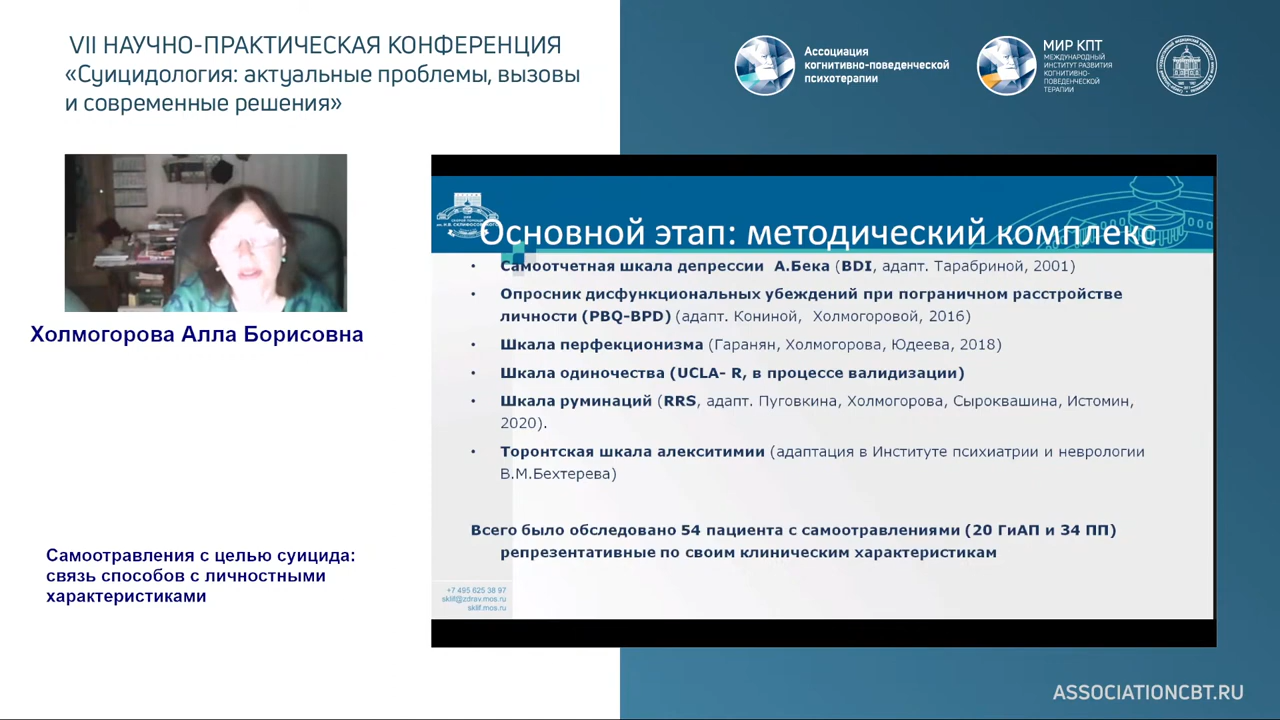 VII НАУЧНО-ПРАКТИЧЕСКАЯ КОНФЕРЕНЦИЯ
«Суицидология: актуальные проблемы, вызовы
и современные решения»
Ассоциация
когнитивно-поведенческой
психотерапии
МИР КПТ
МЕЖДУНАРОДНЫЙ
ИНСТИТУТ РАЗВИТИЯ
КОГНИТИВНО-
ПОВЕДЕНЧЕСКОЙ
ТЕРАПИИ
Холмогорова Алла Борисовна
Самоотравления с целью суицида:
связь способов с личностными
характеристиками
Основной этап: методический комплекс
• Самоотчетная шкала депрессии А.Бека (BDI, адапт. Тарабриной, 2001)
• Опросник дисфункциональных убеждений при пограничном расстройстве
личности (PBQ-BPD) (адапт. Кониной, Холмогоровой, 2016)
• Шкала перфекционизма (Гаранян, Холмогорова, Юдеева, 2018)
• Шкала одиночества (UCLA- R, в процессе валидизации)
• Шкала руминаций (RRS, адапт. Пуговкина, Холмогорова, Сыроквашина, Истомин,
2020).
• Торонтская шкала алекситимии (адаптация в Институте психиатрии и неврологии
В.М.Бехтерева)
Всего было обследовано 54 пациента с самоотравлениями (20 ГиАП и 34 ПП)
репрезентативные по своим клиническим характеристикам
+7 495 625 38 97
sklif@zdrav.mos.ru
sklif.mos.ru
ASSOCIATIONCBT.RU